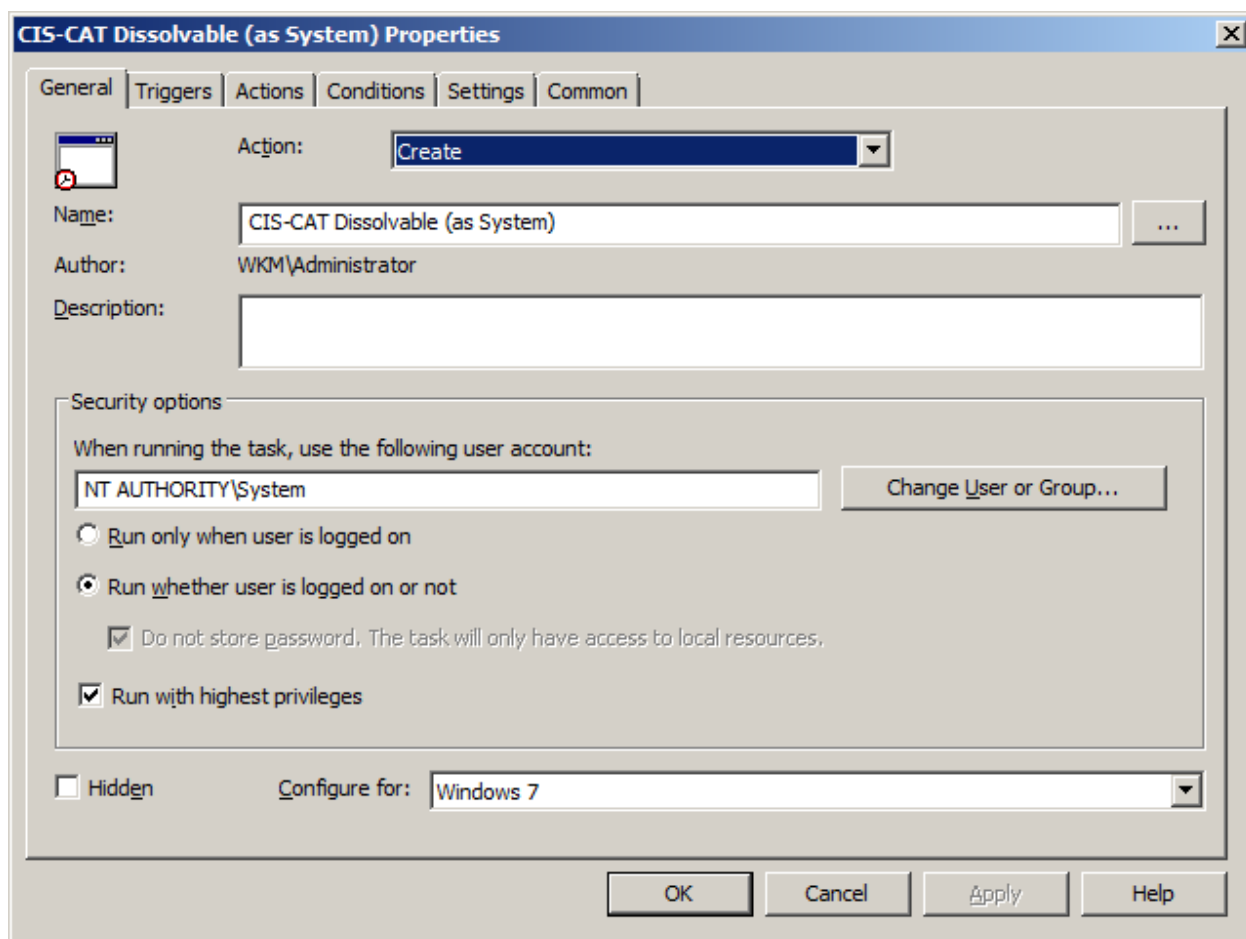 CIS-CAT Dissolvable (as System) Properties
General Triggers Actions Conditions Settings Common
Action: Create
Name: CIS-CAT Dissolvable (as System) ...
Author: WKM\Administrator
Description:
Security options
When running the task, use the following user account:
NT AUTHORITY\System Change User or Group...
Run only when user is logged on
Run whether user is logged on or not
Do not store password. The task will only have access to local resources.
Run with highest privileges
Hidden Configure for: Windows 7
OK Cancel Apply Help